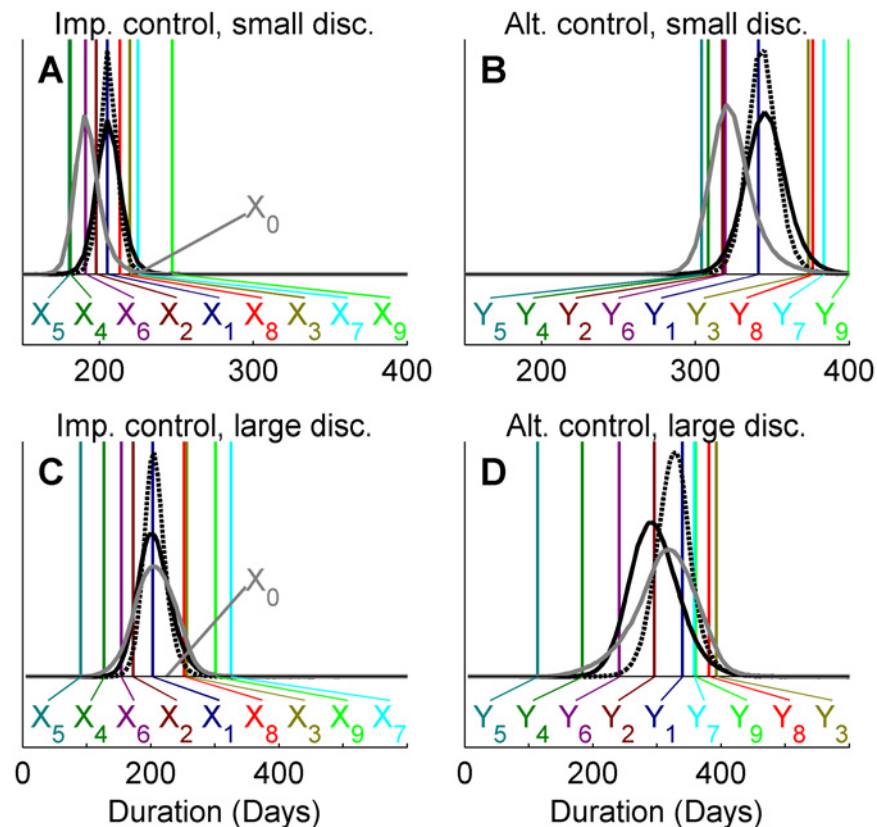 Imp. control, small disc.
Alt. control, small disc.
A
B
X0
X5 X4 X6 X2 X1 X8 X3 X7 X9
Y5 Y4 Y2 Y6 Y1 Y3 Y8 Y7 Y9
200 300 400
200 300 400
Imp. control, large disc.
Alt. control, large disc.
C
D
X0
X5 X4 X6 X2 X1 X8 X3 X9 X7
Y5 Y4 Y6 Y2 Y1 Y7 Y9 Y8 Y3
0 200 400
0 200 400
Duration (Days)
Duration (Days)